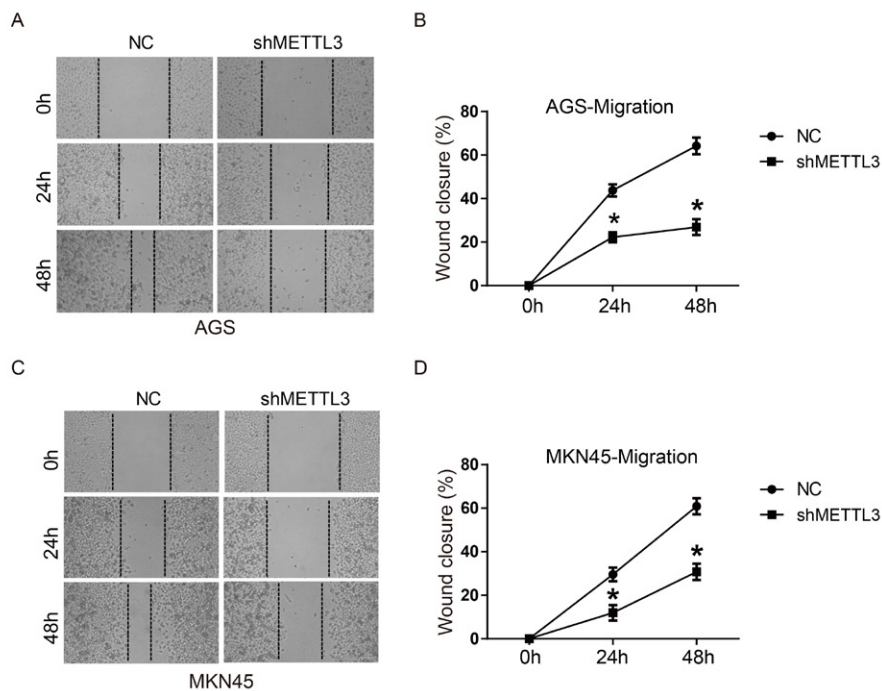 A
NC shMETTL3
0h
24h
48h
AGS
B
AGS-Migration
Wound closure (%)
80
60
40
20
0
0h 24h 48h
*
*
NC
shMETTL3
C
NC shMETTL3
0h
24h
48h
MKN45
D
MKN45-Migration
Wound closure (%)
80
60
40
20
0
0h 24h 48h
*
*
NC
shMETTL3